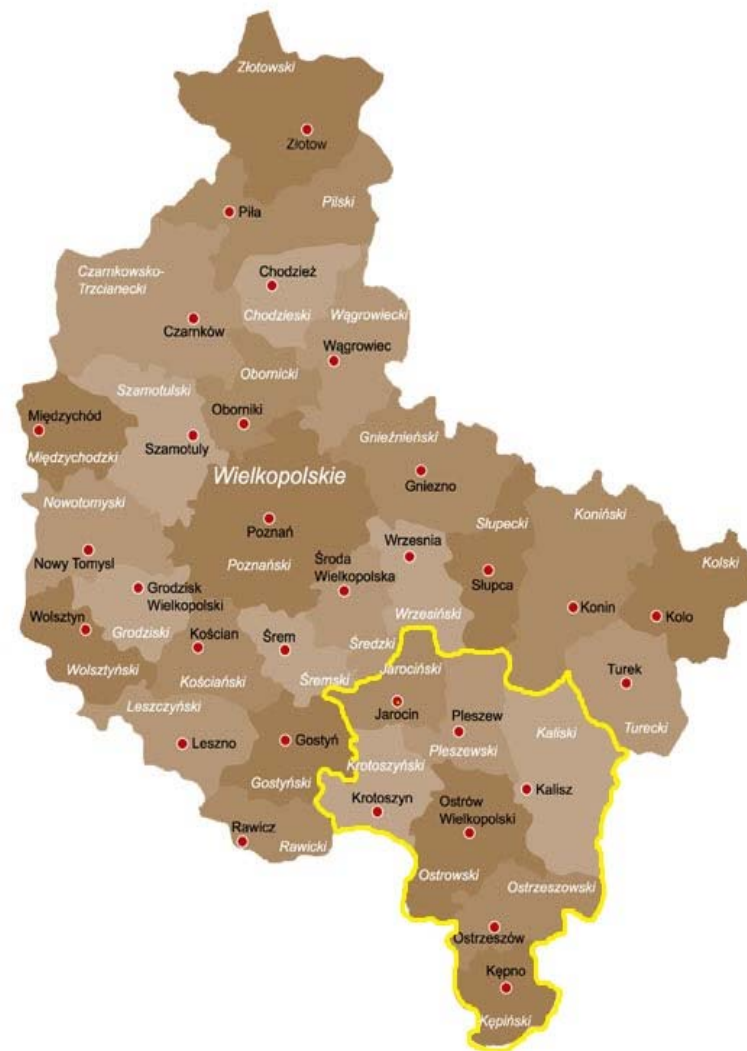 Złotowski
Złotow
Piła
Pilski
Czarnkowsko-
Trzcianecki
Chodzież
Chodzieski
Wągrowiecki
Czarnków
Wągrowiec
Obornicki
Szamotulski
Międzychód
Oborniki
Szamotuly
Międzychodzki
Gnieźnieński
Gniezno
Wielkopolskie
Nowotomyski
Słupecki
Koniński
Poznań
Nowy Tomysl
Poznański
Środa
Wielkopolska
Wrzesnia
Słupca
Kolski
Grodzisk
Wielkopolski
Konin
Kolo
Wolsztyn
Grodziski
Wrzesiński
Kościan
Śrem
Średzki
Wolsztyński
Kościański
Śremski
Jarociński
Turek
Leszczyński
Jarocin
Pleszew
Kaliski
Turecki
Leszno
Gostyń
Pleszewski
Krotoszyński
Gostyński
Kalisz
Krotoszyn
Ostrów
Wielkopolski
Rawicz
Rawicki
Ostrowski
Ostrzeszowski
Ostrzeszów
Kępno
Kępiński